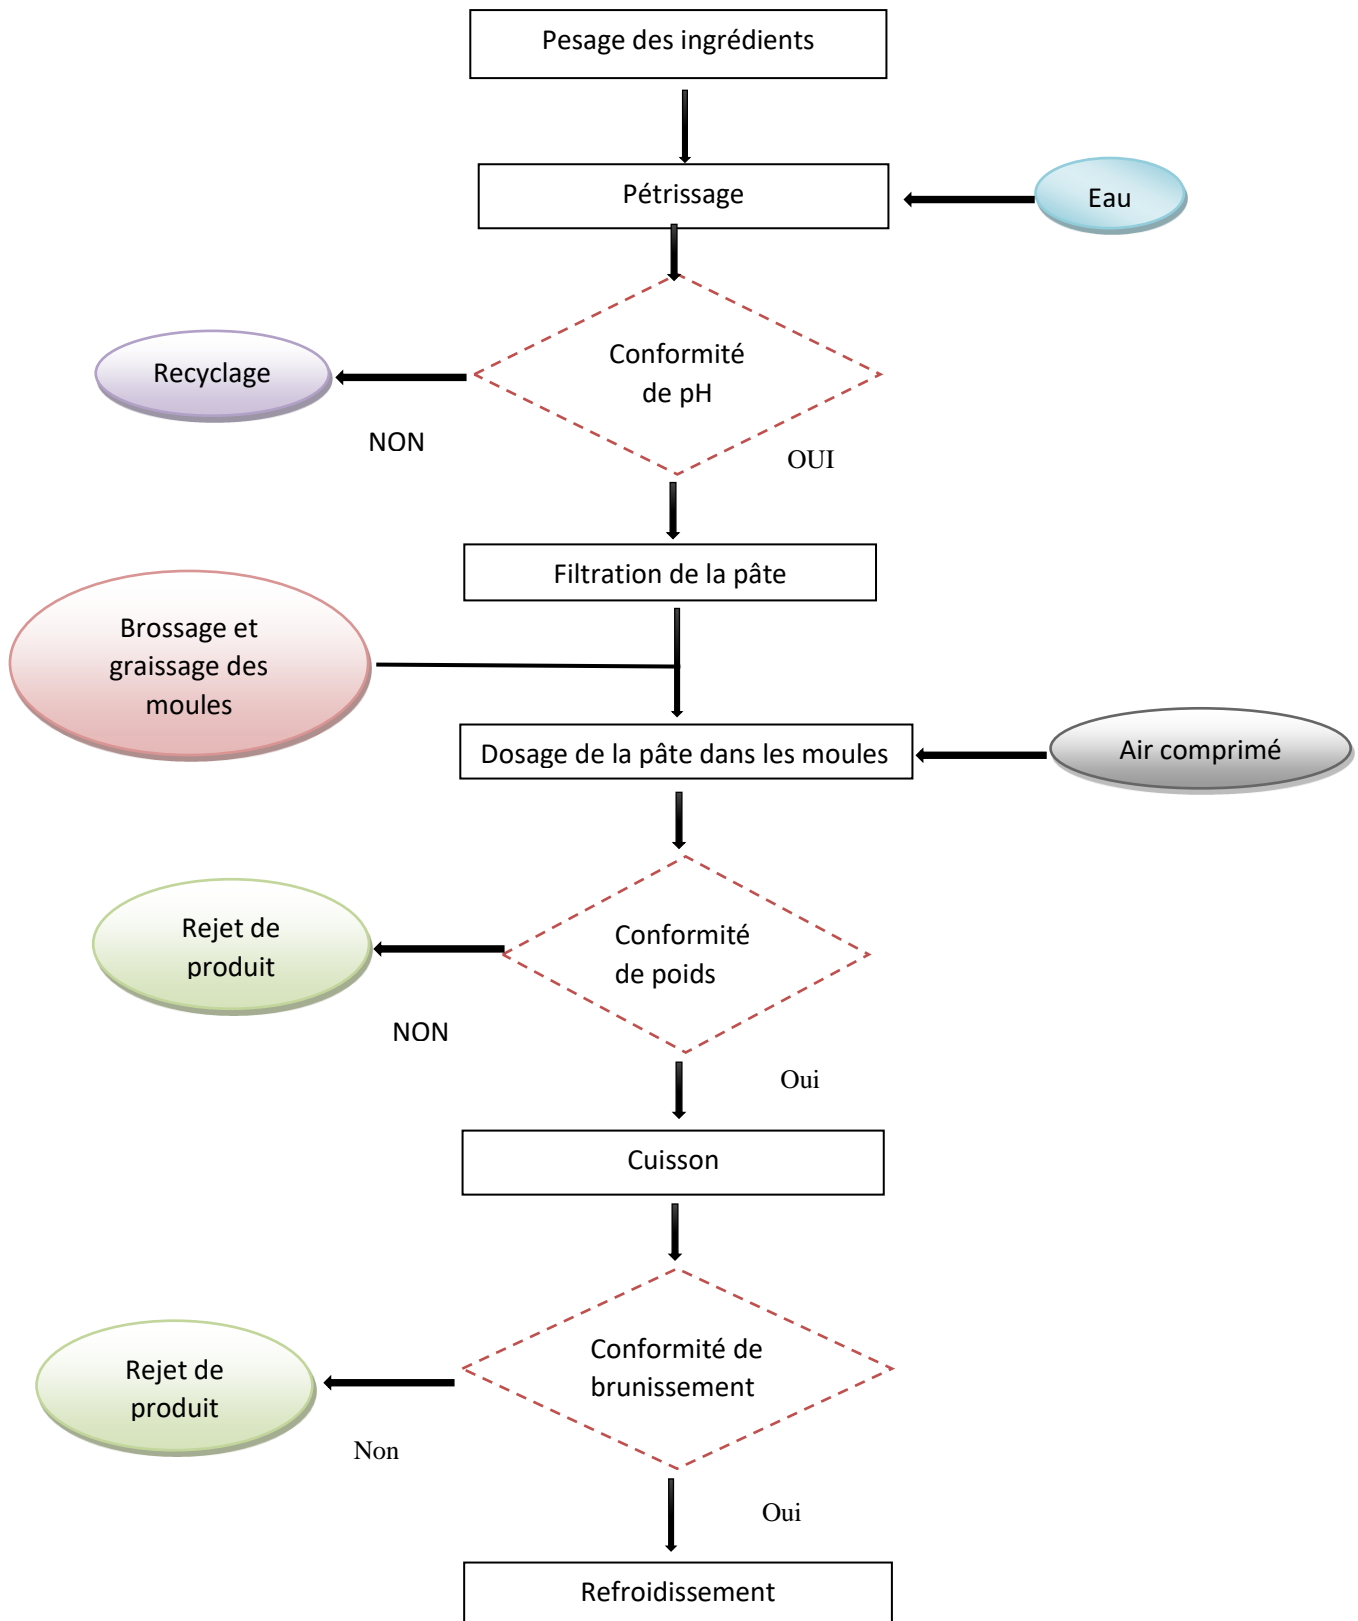 Pesage des ingrédients
Pétrissage
Eau
Conformité
de pH
Recyclage
NON
OUI
Filtration de la pâte
Brossage et
graissage des
moules
Dosage de la pâte dans les moules
Air comprimé
Rejet de
produit
Conformité
de poids
NON
Oui
Cuisson
Conformité de
brunissement
Rejet de
produit
Non
Oui
Refroidissement